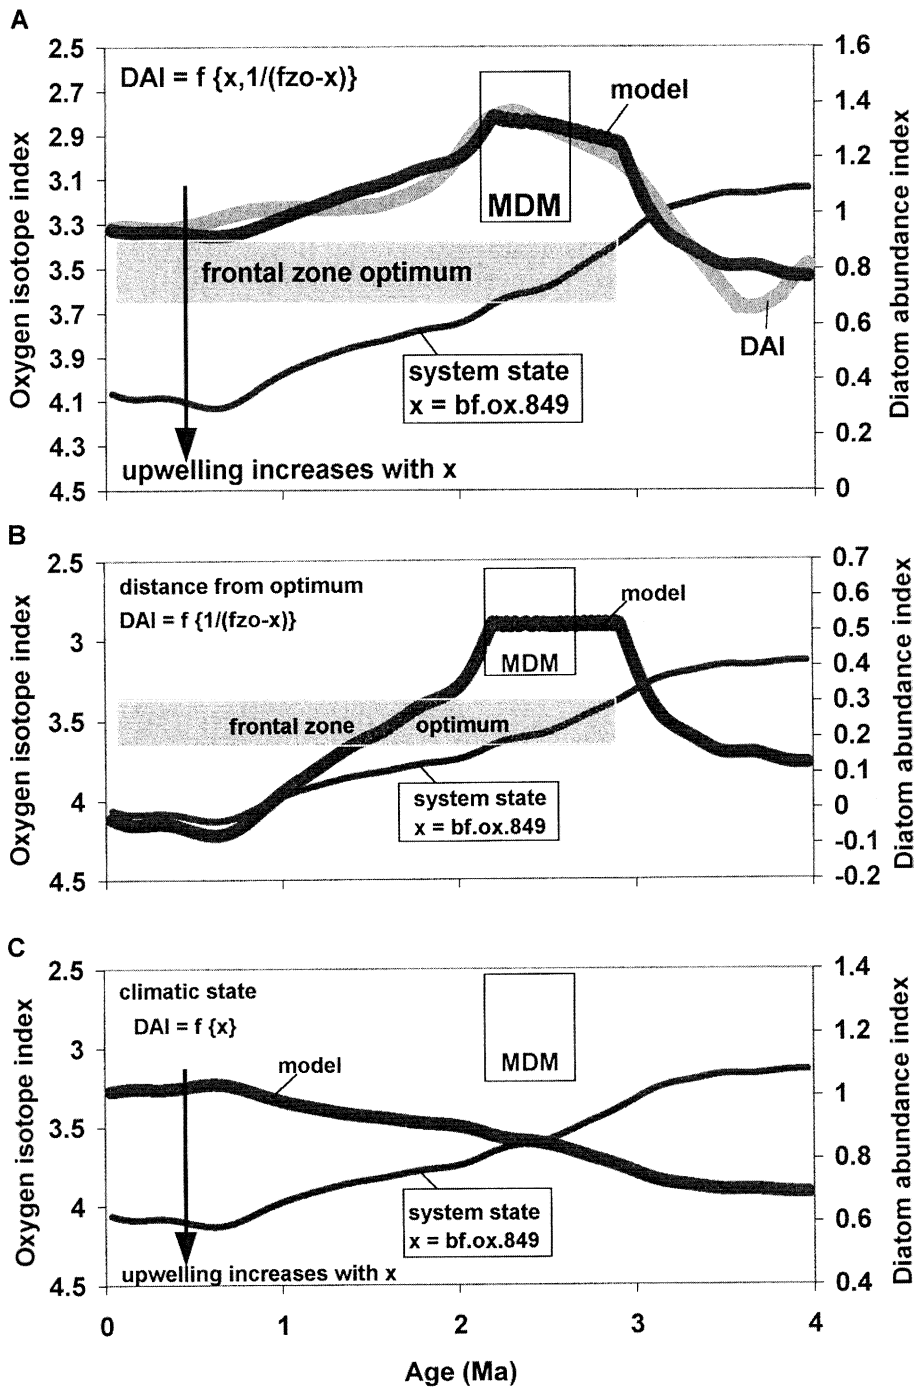 A
2.5
2.7
2.9
3.1
3.3
3.5
3.7
3.9
4.1
4.3
4.5
Oxygen isotope index
1.6
1.4
1.2
1
0.8
0.6
0.4
0.2
0
Diatom abundance index
DAI = f {x,1/(fzo-x)}
model
MDM
frontal zone optimum
DAI
system state
x = bf.ox.849
upwelling increases with x
B
2.5
3
3.5
4
4.5
Oxygen isotope index
0.7
0.6
0.5
0.4
0.3
0.2
0.1
0
-0.1
-0.2
Diatom abundance index
distance from optimum
DAI = f {1/(fzo-x)}
model
MDM
frontal zone optimum
system state
x = bf.ox.849
C
2.5
3
3.5
4
4.5
Oxygen isotope index
1.4
1.2
1
0.8
0.6
0.4
Diatom abundance index
climatic state
DAI = f {x}
model
MDM
system state
x = bf.ox.849
upwelling increases with x
0 1 2 3 4
Age (Ma)